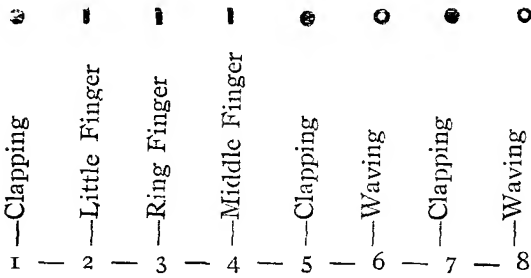 —Clapping
—Little Finger
—Ring Finger
—Middle Finger
—Clapping
—Waving
—Clapping
—Waving
1 — 2 — 3 — 4 — 5 — 6 — 7 — 8